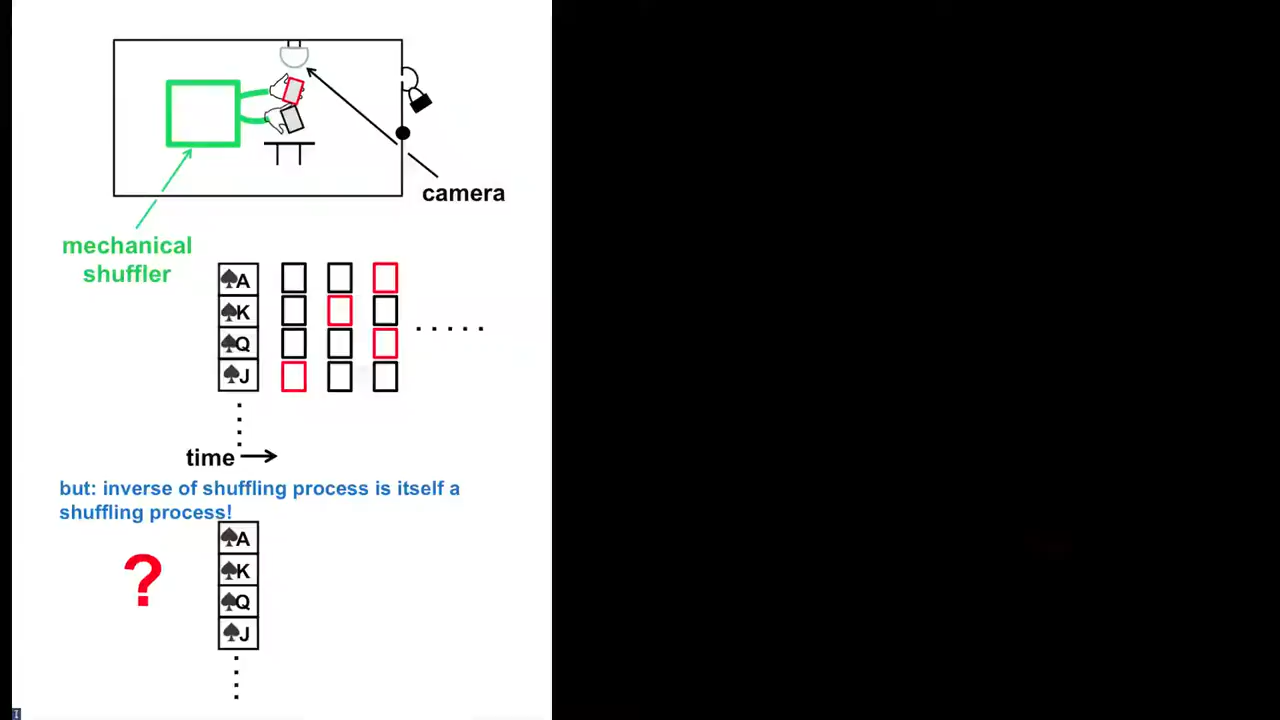 camera
mechanical
shuffler
♠A
♠K
♠Q
♠J
.....
time →
but: inverse of shuffling process is itself a
shuffling process!
?
♠A
♠K
♠Q
♠J